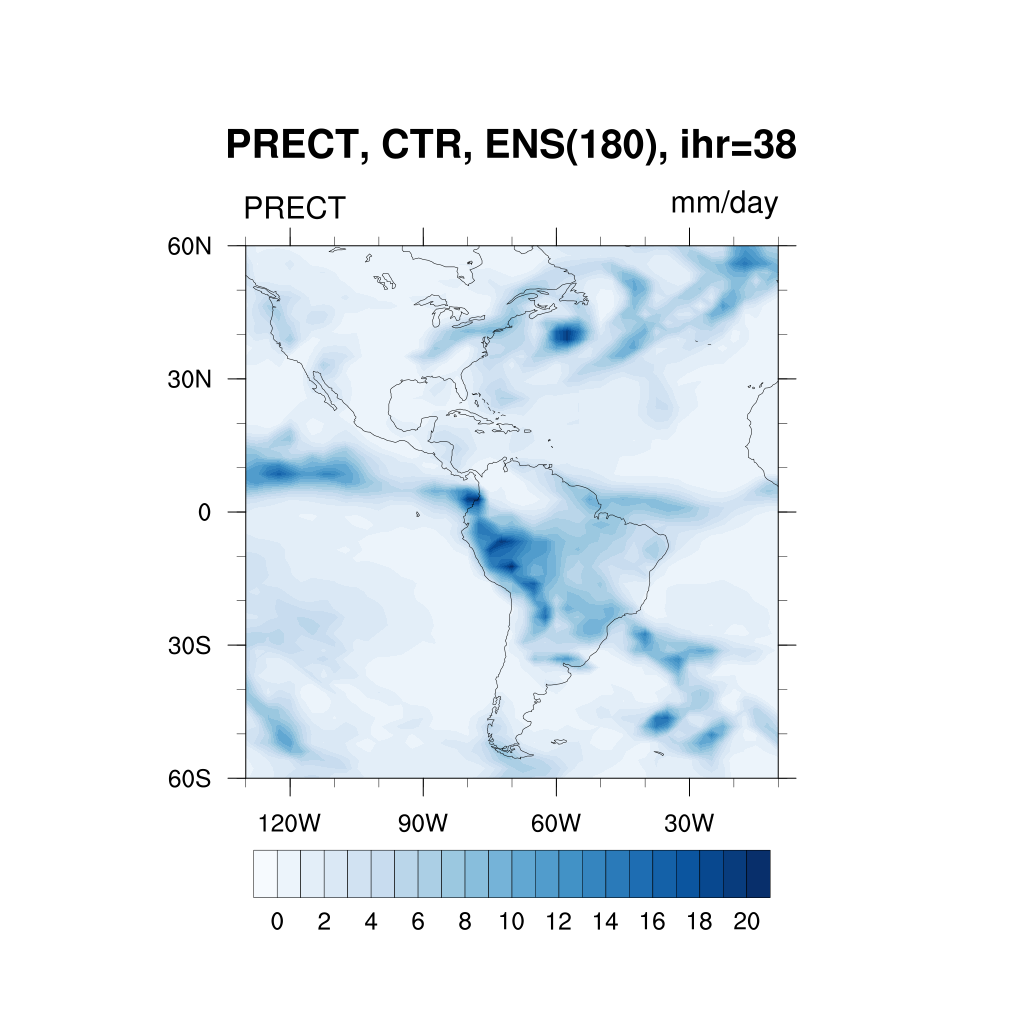 PRECT, CTR, ENS(180), ihr=38
PRECT mm/day
60N
30N
0
30S
60S
120W 90W 60W 30W
0 2 4 6 8 10 12 14 16 18 20